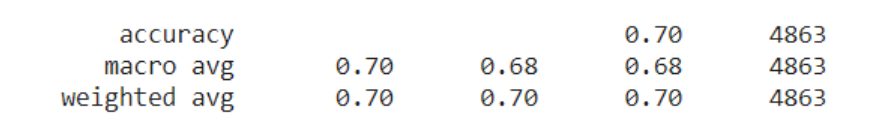 accuracy 0.70 4863
macro avg 0.70 0.68 0.68 4863
weighted avg 0.70 0.70 0.70 4863